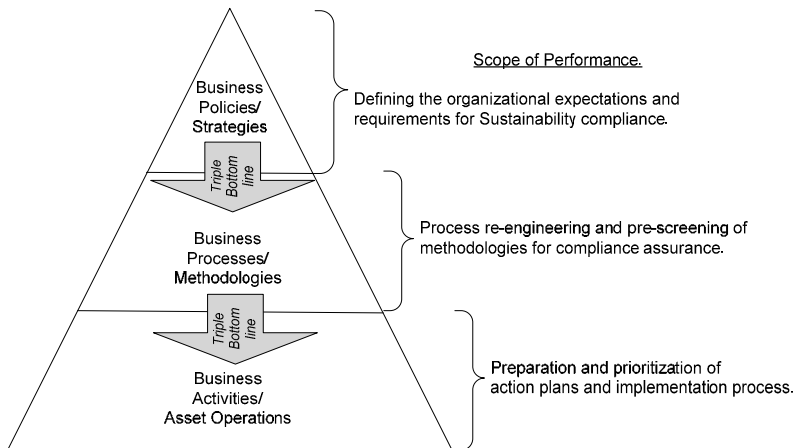 Scope of Performance.
Business
Policies/
Strategies
Defining the organizational expectations and
requirements for Sustainability compliance.
Triple
Bottom
line
Business
Processes/
Methodologies
Process re-engineering and pre-screening of
methodologies for compliance assurance.
Triple
Bottom
line
Business
Activities/
Asset Operations
Preparation and prioritization of
action plans and implementation process.